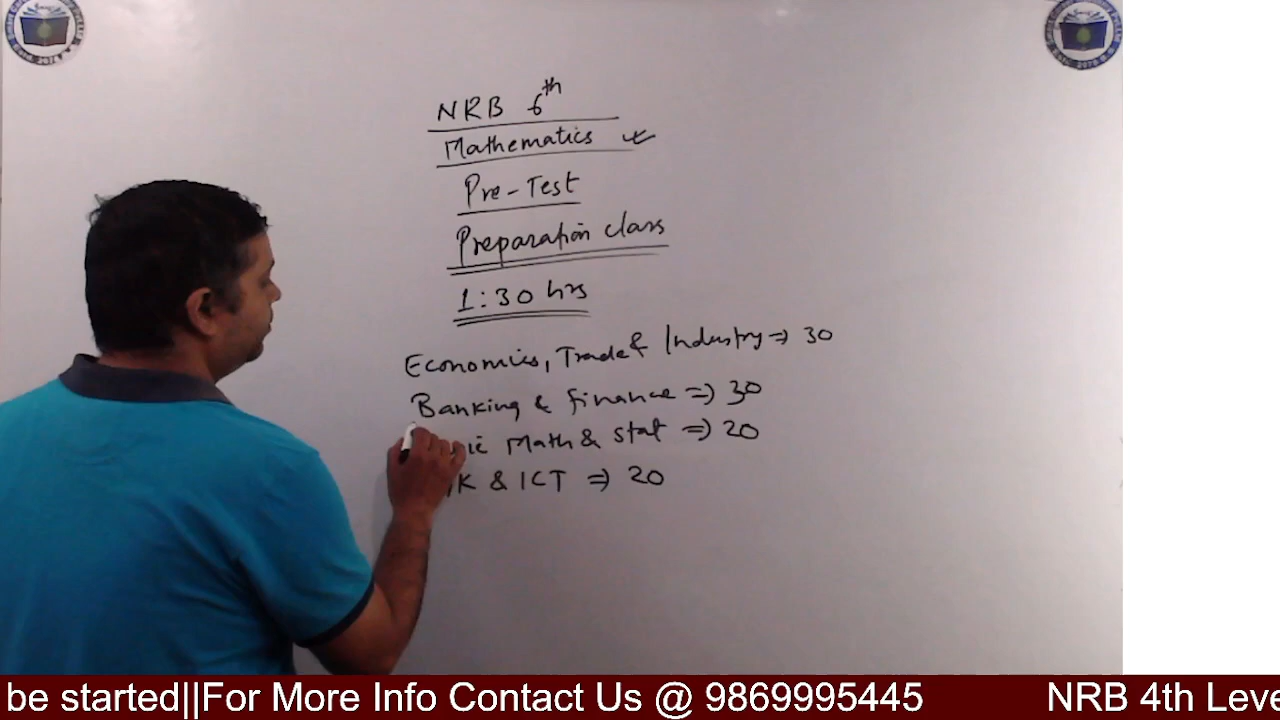 NRB 6th
Mathematics
Pre-Test
Preparation class
1:30 hrs
Economics, Trade & Industry => 30
Banking & finance => 30
Math & stat => 20
K & ICT => 20
be started||For More Info Contact Us @ 9869995445 NRB 4th Leve